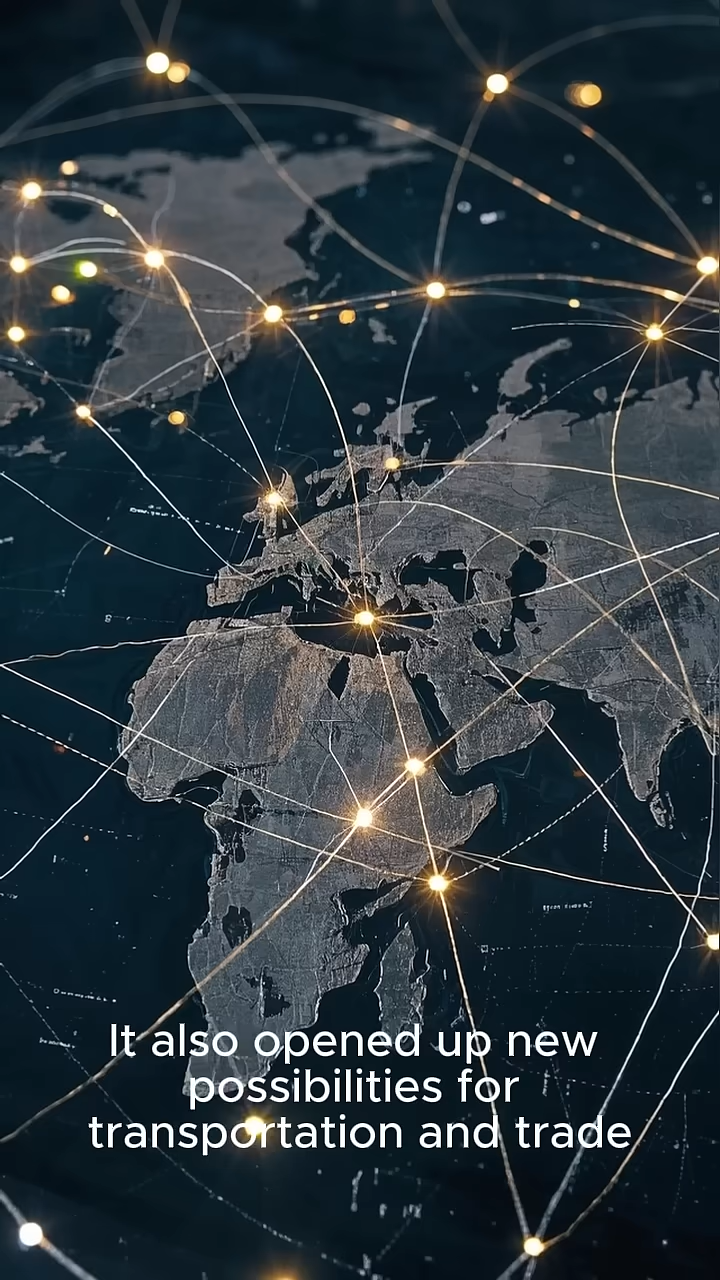 It also opened up new
possibilities for
transportation and trade